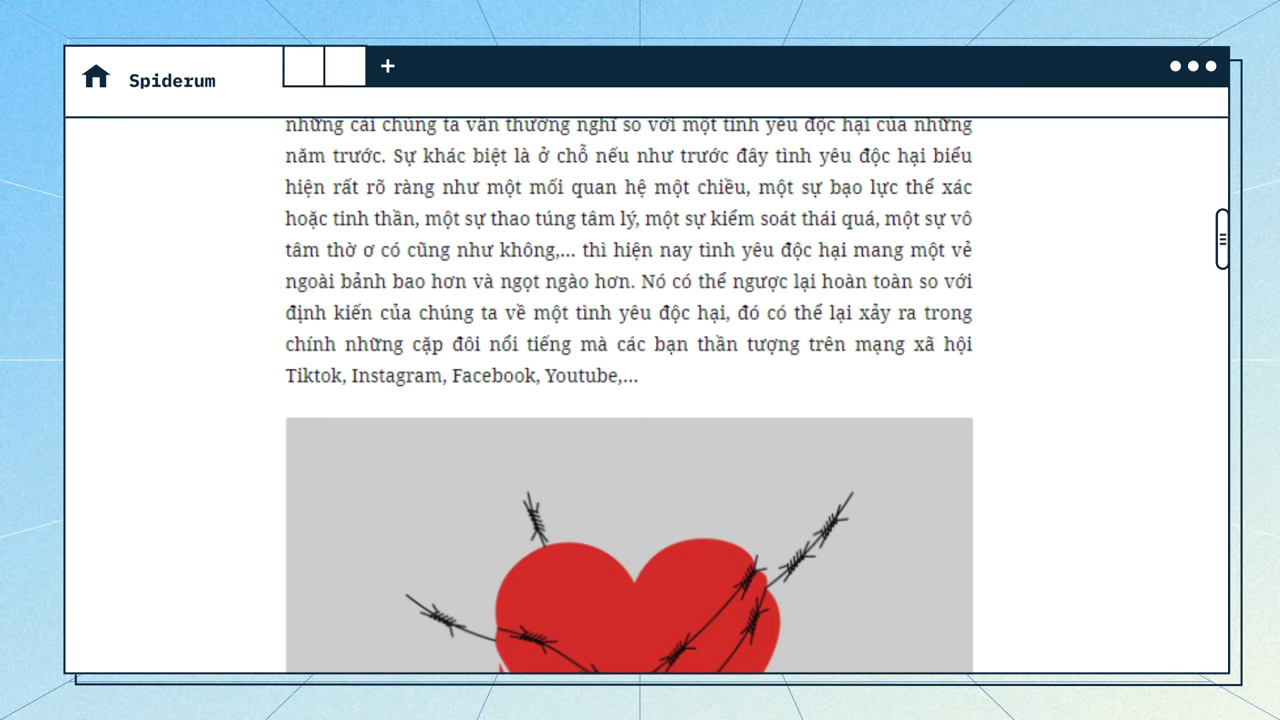 Spiderum
những cái chúng ta vẫn thường nghĩ so với một tình yêu độc hại của những
năm trước. Sự khác biệt là ở chỗ nếu như trước đây tình yêu độc hại biểu
hiện rất rõ ràng như một mối quan hệ một chiều, một sự bạo lực thể xác
hoặc tinh thần, một sự thao túng tâm lý, một sự kiểm soát thái quá, một sự vô
tâm thờ ơ có cũng như không,... thì hiện nay tình yêu độc hại mang một vẻ
ngoài bảnh bao hơn và ngọt ngào hơn. Nó có thể ngược lại hoàn toàn so với
định kiến của chúng ta về một tình yêu độc hại, đó có thể lại xảy ra trong
chính những cặp đôi nổi tiếng mà các bạn thần tượng trên mạng xã hội
Tiktok, Instagram, Facebook, Youtube,...